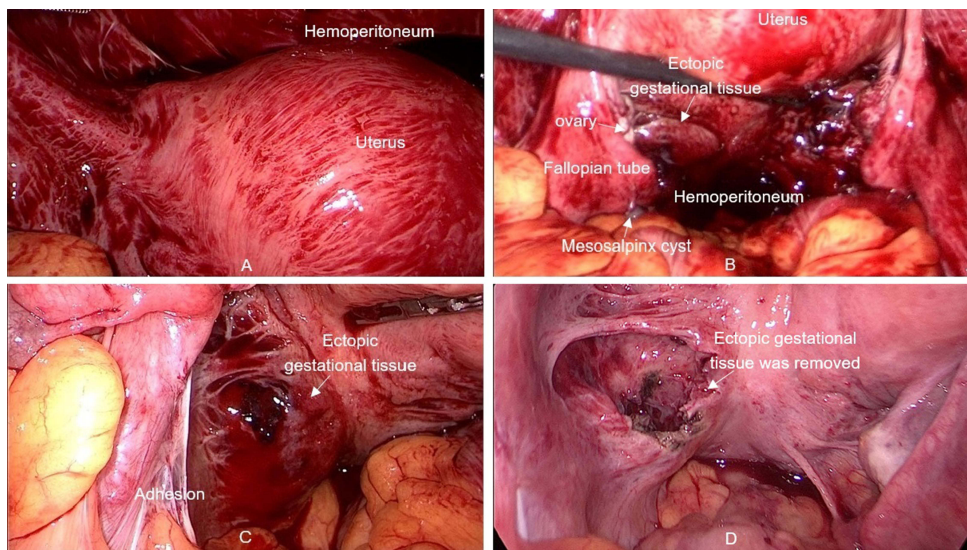 Hemoperitoneum
Uterus
A
Uterus
Ectopic
gestational tissue
ovary
Fallopian tube
Hemoperitoneum
Mesosalpinx cyst
B
Ectopic
gestational tissue
Adhesion
C
Ectopic gestational
tissue was removed
D